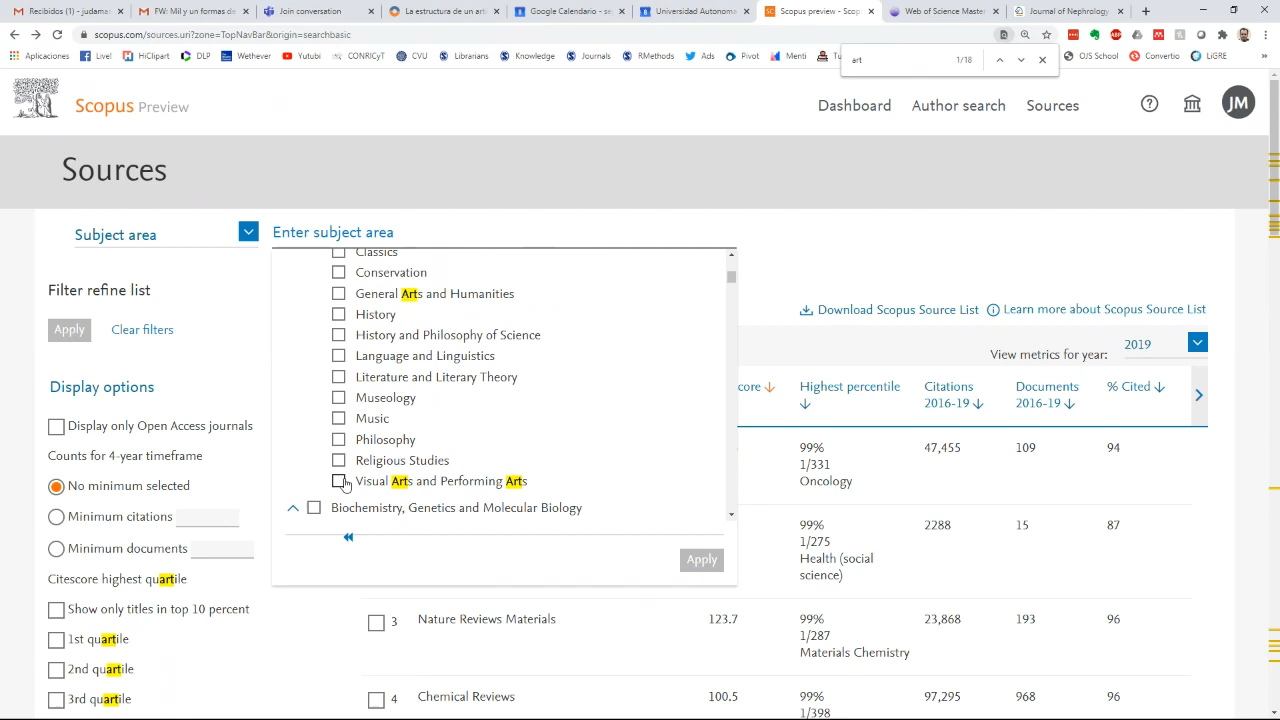 Recibidos (1) - judamas
FW: Mil y un formas de
Join conversation
La estructura de un art
Google Calendar - se
Universidad Autonoma
Scopus preview - Scop
Web of Science Master
Journal of Nephrology
scopus.com/sources.uri?zone=TopNavBar&origin=searchbasic
Aplicaciones
Live!
HiClipart
DLP
Wethever
CONRICyT
CVU
Librarians
Knowledge
Journals
RMethods
Ads
Pivot
Menti
OJS School
Convertio
LiGRE
art 1/18
Scopus Preview
Dashboard
Author search
Sources
JM
Sources
Subject area
Enter subject area
Classics
Conservation
General Arts and Humanities
History
History and Philosophy of Science
Language and Linguistics
Literature and Literary Theory
Museology
Music
Philosophy
Religious Studies
Visual Arts and Performing Arts
Biochemistry, Genetics and Molecular Biology
Apply
Filter refine list
Apply Clear filters
Display options
Display only Open Access journals
Counts for 4-year timeframe
No minimum selected
Minimum citations
Minimum documents
Citescore highest quartile
Show only titles in top 10 percent
1st quartile
2nd quartile
3rd quartile
Download Scopus Source List
Learn more about Scopus Source List
View metrics for year: 2019
core
Highest percentile
Citations
2016-19
Documents
2016-19
% Cited
99%
1/331
Oncology
47,455
109
94
99%
1/275
Health (social
science)
2288
15
87
3 Nature Reviews Materials
123.7
99%
1/287
Materials Chemistry
23,868
193
96
4 Chemical Reviews
100.5
99%
1/398
97,295
968
96